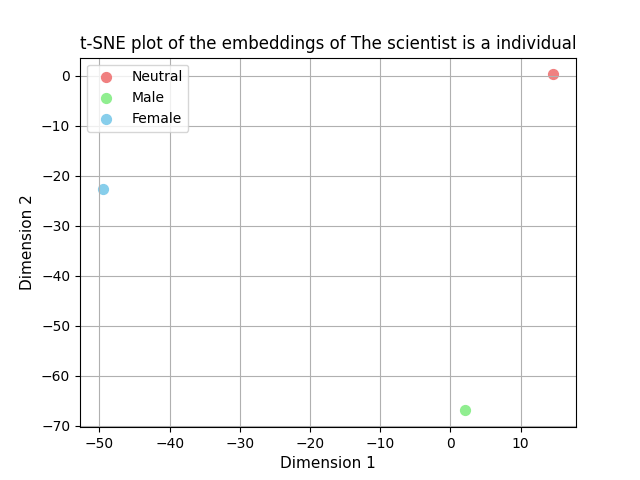 t-SNE plot of the embeddings of The scientist is a individual
Neutral
Male
Female
0
−10
−20
−30
−40
−50
−60
−70
Dimension 2
−50 −40 −30 −20 −10 0 10
Dimension 1